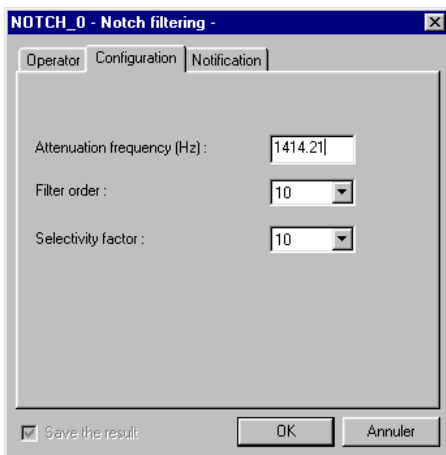 NOTCH_0 - Notch filtering -
Operator Configuration Notification
Attenuation frequency (Hz) : 1414.21
Filter order : 10
Selectivity factor : 10
Save the result OK Annuler